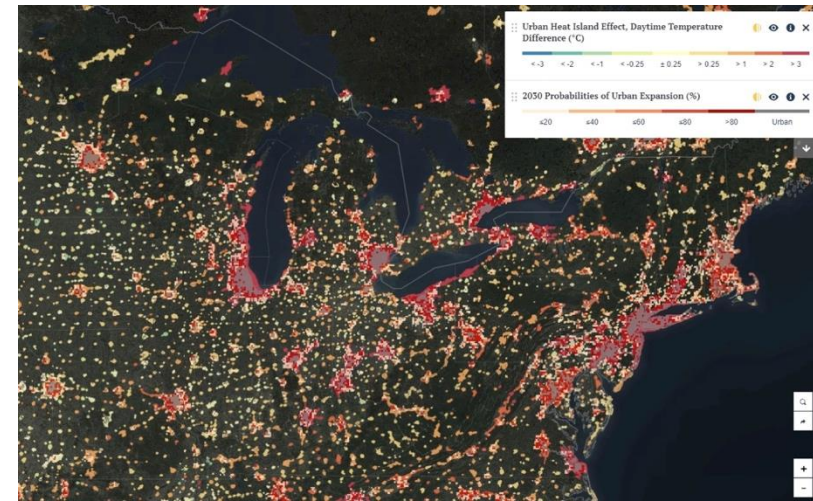 Urban Heat Island Effect, Daytime Temperature
Difference (°C)
< -3 < -2 < -1 < -0.25 ± 0.25 > 0.25 > 1 > 2 > 3
2030 Probabilities of Urban Expansion (%)
≤20 ≤40 ≤60 ≤80 >80 Urban